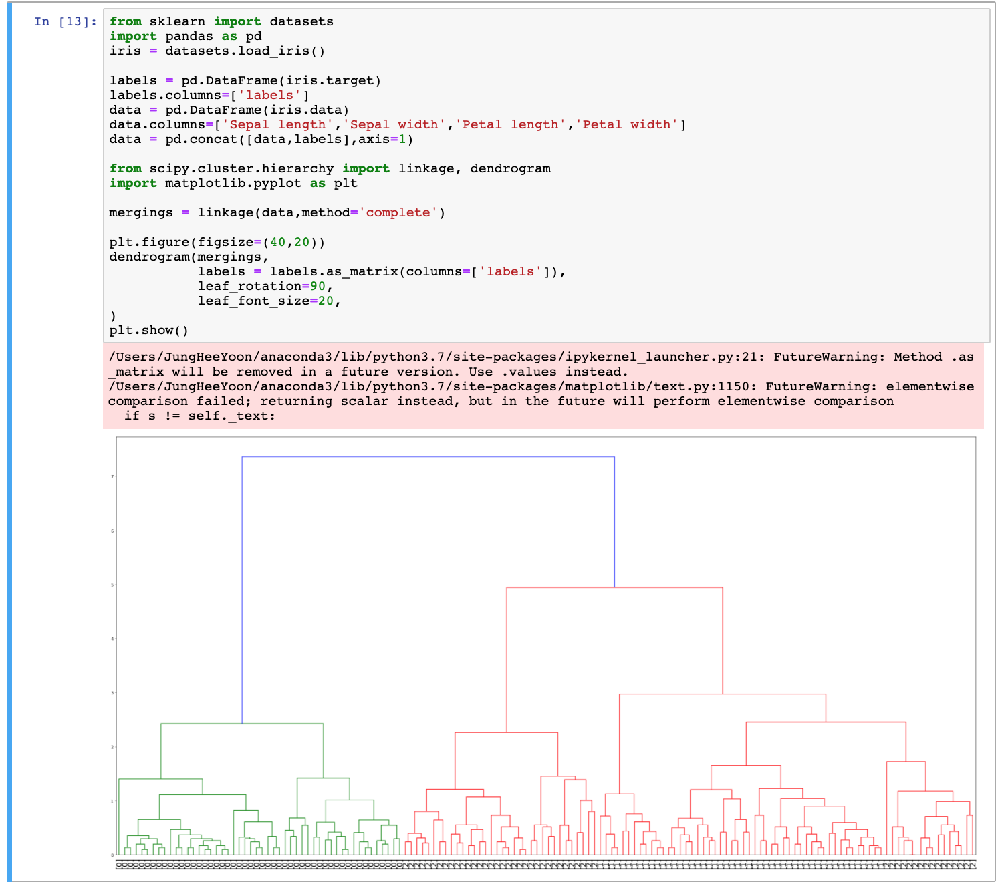 In [13]:
from sklearn import datasets
import pandas as pd
iris = datasets.load_iris()
labels = pd.DataFrame(iris.target)
labels.columns=['labels']
data = pd.DataFrame(iris.data)
data.columns=['Sepal length','Sepal width','Petal length','Petal width']
data = pd.concat([data,labels],axis=1)
from scipy.cluster.hierarchy import linkage, dendrogram
import matplotlib.pyplot as plt
mergings = linkage(data,method='complete')
plt.figure(figsize=(40,20))
dendrogram(mergings,
labels = labels.as_matrix(columns=['labels']),
leaf_rotation=90,
leaf_font_size=20,
)
plt.show()
/Users/JungHeeYoon/anaconda3/lib/python3.7/site-packages/ipykernel_launcher.py:21: FutureWarning: Method .as
_matrix will be removed in a future version. Use .values instead.
/Users/JungHeeYoon/anaconda3/lib/python3.7/site-packages/matplotlib/text.py:1150: FutureWarning: elementwise
comparison failed; returning scalar instead, but in the future will perform elementwise comparison
if s != self._text:
7
6
5
4
3
2
1
0